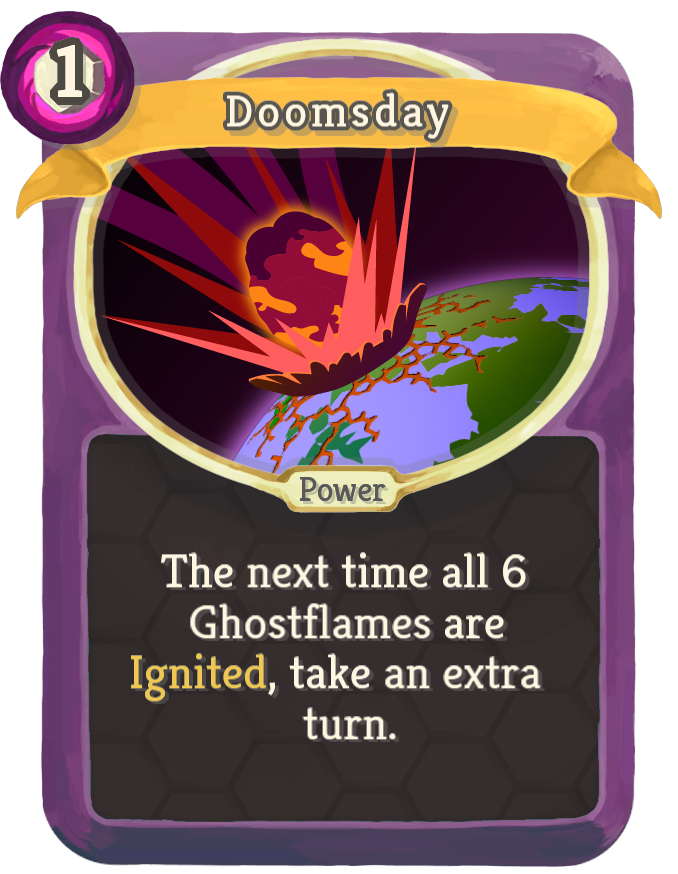 1
Doomsday
Power
The next time all 6
Ghostflames are
Ignited, take an extra
turn.